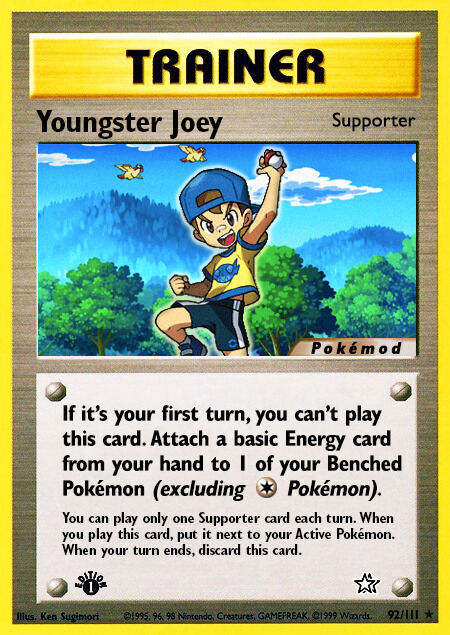 TRAINER
Youngster Joey
Supporter
Pokémod
If it's your first turn, you can't play
this card. Attach a basic Energy card
from your hand to 1 of your Benched
Pokémon (excluding Pokémon).
You can play only one Supporter card each turn. When
you play this card, put it next to your Active Pokémon.
When your turn ends, discard this card.
EDITION
1
Illus. Ken Sugimori
©1995, 96, 98 Nintendo, Creatures, GAMEFREAK. ©1999 Wizards.
92/111 ★